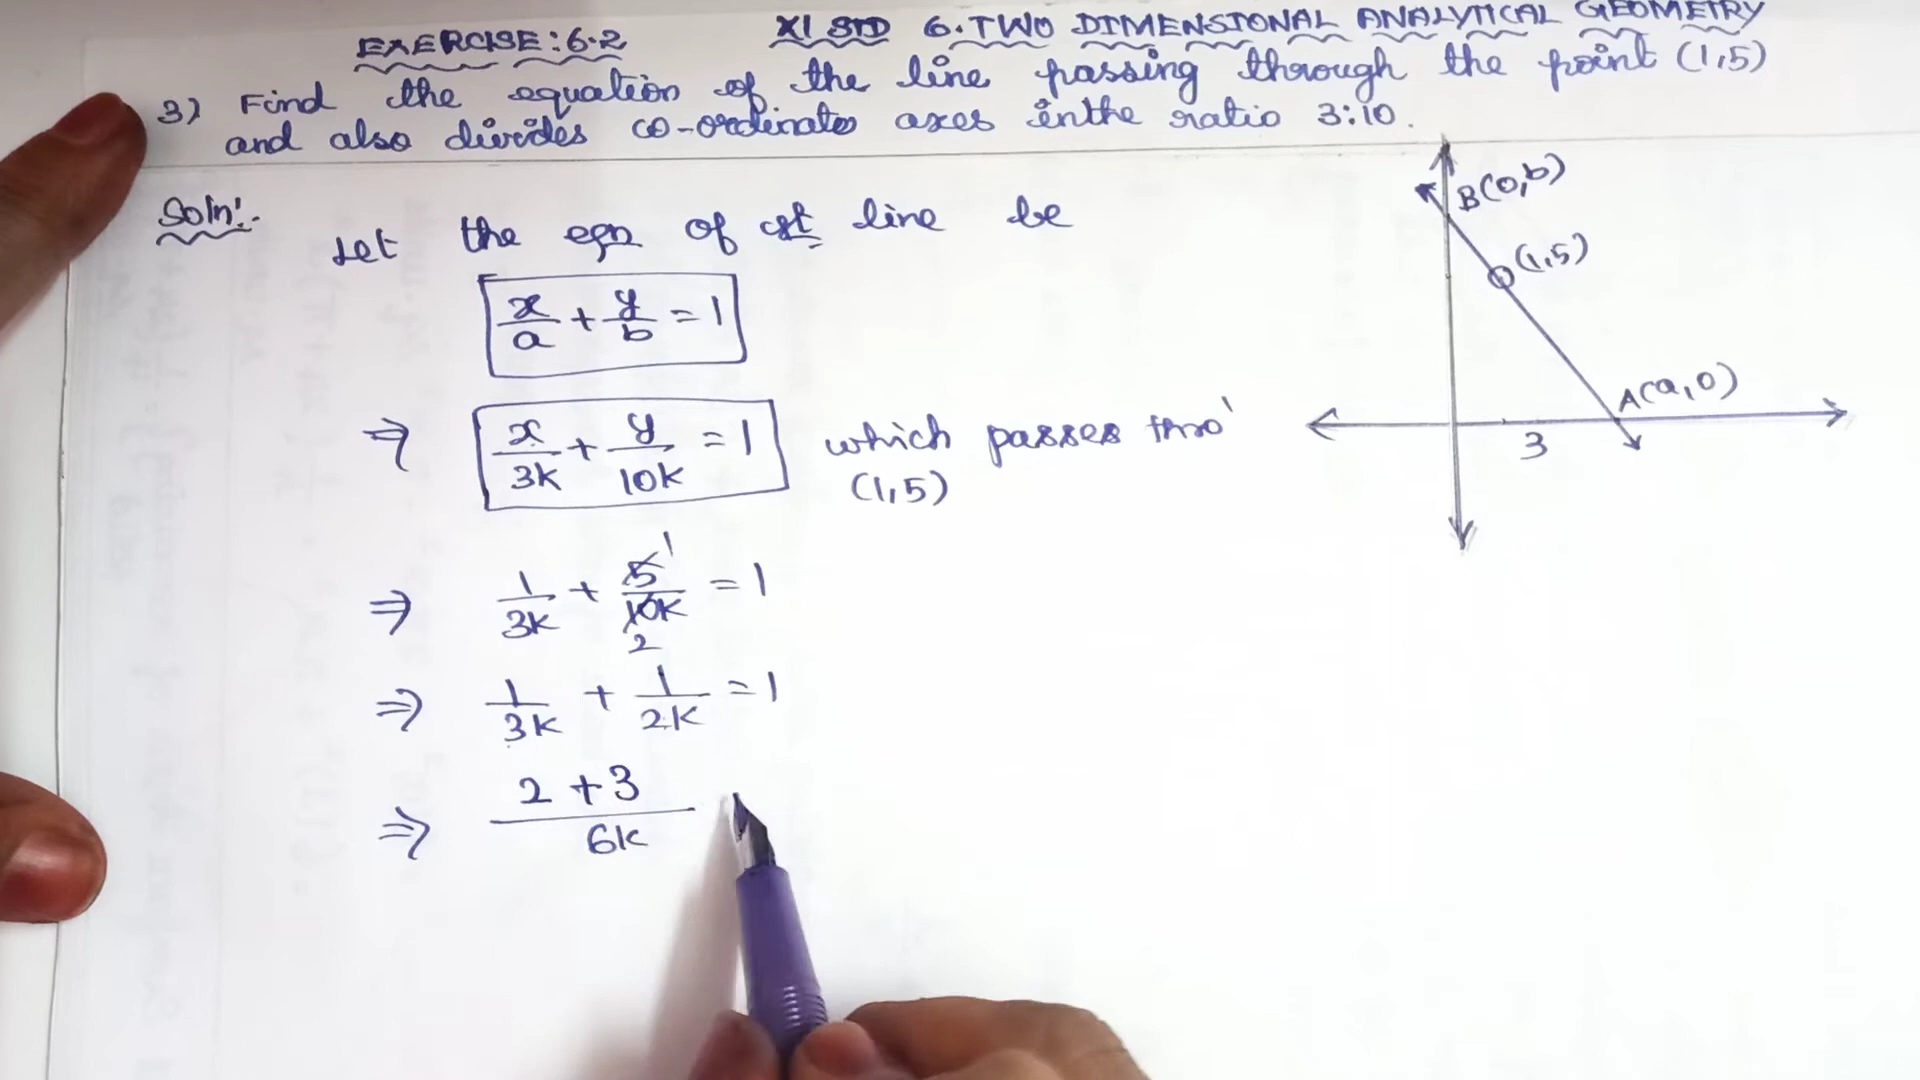 EXERCISE: 6.2 XI STD 6. TWO DIMENSIONAL ANALYTICAL GEOMETRY
3) Find the equation of the line passing through the point (1,5)
and also divides co-ordinate axes in the ratio 3:10.
Soln:-
Let the eqn of st line be
x/a + y/b = 1
⇒ x/3k + y/10k = 1 which passes thro'
(1,5)
⇒ 1/3k + 5/10k = 1
1
2
⇒ 1/3k + 1/2k = 1
⇒ 2+3/6k
B(0,b)
(1,5)
A(a,0)
3